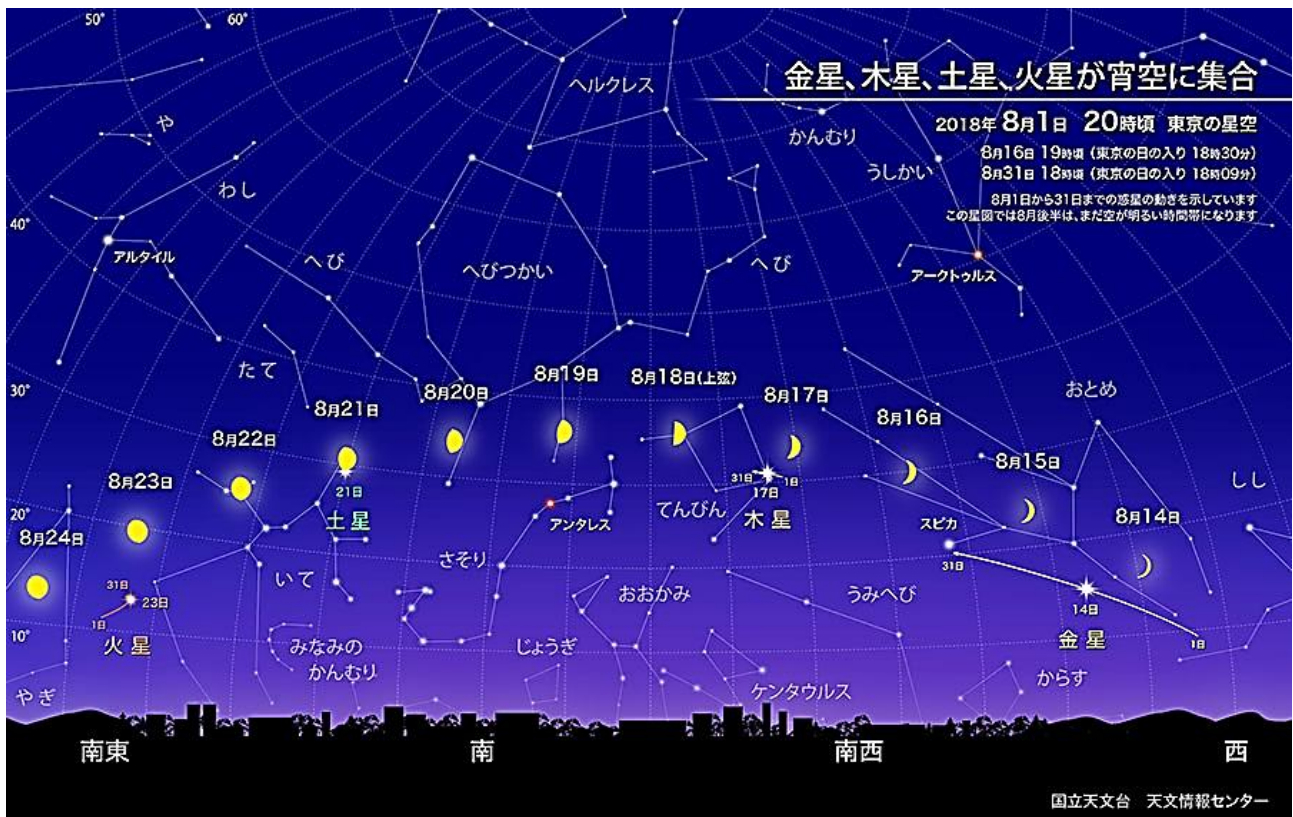 50°
60°
金星、木星、土星、火星が宵空に集合
2018年 8月1日 20時頃 東京の星空
8月16日 19時頃 (東京の日の入り 18時30分)
8月31日 18時頃 (東京の日の入り 18時09分)
8月1日から31日までの惑星の動きを示しています
この星図では8月後半は、まだ空が明るい時間帯になります
ヘルクレス
かんむり
うしかい
や
わし
40°
アルタイル
へび
へびつかい
へび
アークトゥルス
たて
30°
8月24日
8月23日
8月22日
8月21日
8月20日
8月19日
8月18日(上弦)
8月17日
8月16日
8月15日
8月14日
おとめ
しし
21日
土星
アンタレス
てんびん
31日
17日
1日
木星
スピカ
20°
さそり
いて
おおかみ
うみへび
31日
14日
1日
金星
31日
23日
1日
火星
10°
みなみの
かんむり
じょうぎ
ケンタウルス
からす
やぎ
南東
南
南西
西
国立天文台 天文情報センター